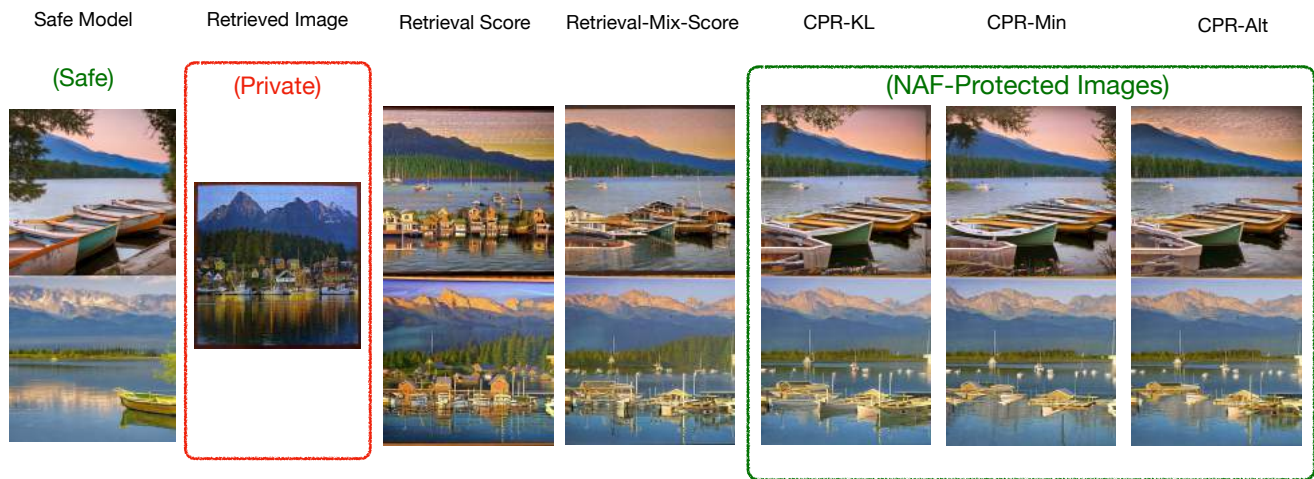 Safe Model
Retrieved Image
Retrieval Score
Retrieval-Mix-Score
CPR-KL
CPR-Min
CPR-Alt
(Safe)
(Private)
(NAF-Protected Images)